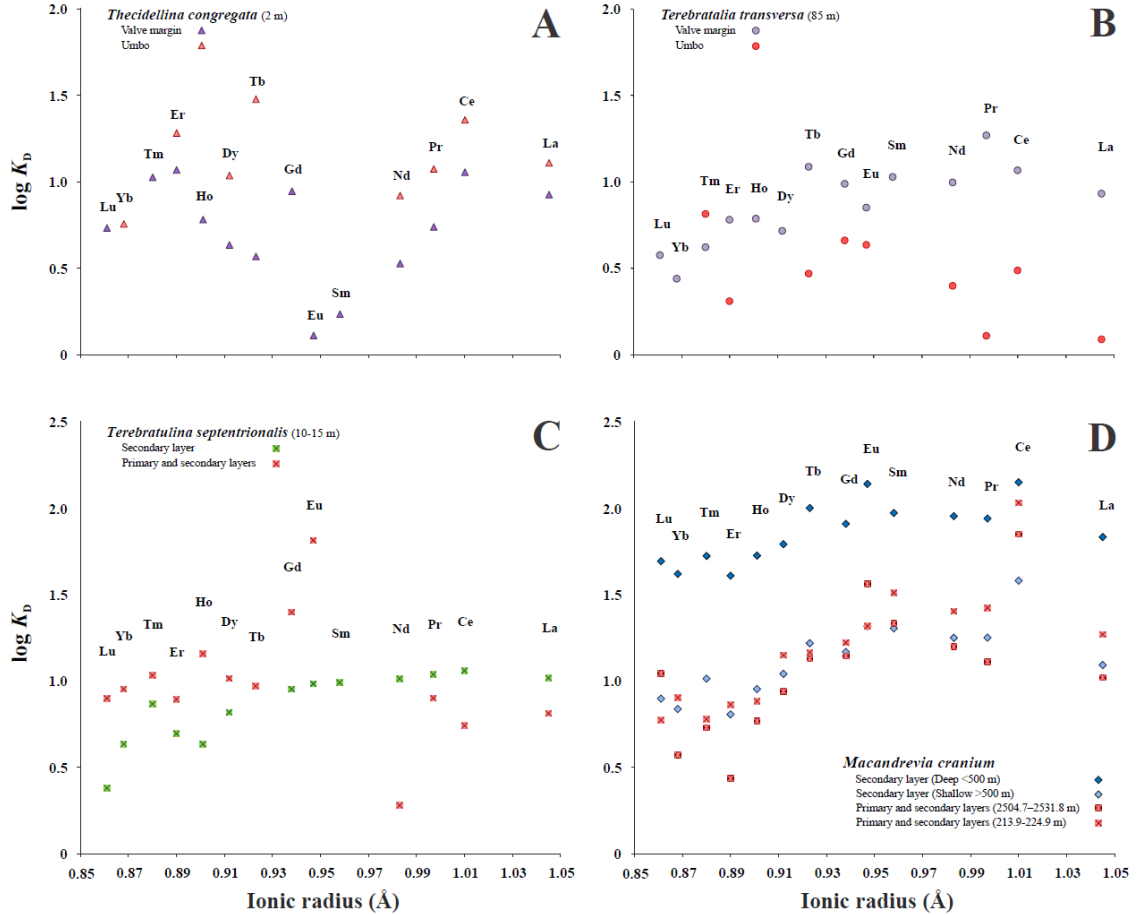 Thecidellina congregata (2 m)
Valve margin
Umbo
A
2.0
1.5
1.0
0.5
0
log K_D
Lu
Yb
Tm
Er
Ho
Dy
Tb
Gd
Eu
Sm
Nd
Pr
Ce
La
Terebratalia transversa (85 m)
Valve margin
Umbo
B
2.0
1.5
1.0
0.5
0
Lu
Yb
Tm
Er
Ho
Dy
Tb
Gd
Eu
Sm
Nd
Pr
Ce
La
Terebratulina septentrionalis (10-15 m)
Secondary layer
Primary and secondary layers
C
2.5
2.0
1.5
1.0
0.5
0
log K_D
Lu
Yb
Tm
Er
Ho
Dy
Tb
Gd
Eu
Sm
Nd
Pr
Ce
La
0.85 0.87 0.89 0.91 0.93 0.95 0.97 0.99 1.01 1.03 1.05
Ionic radius (Å)
D
2.5
2.0
1.5
1.0
0.5
0
Lu
Yb
Tm
Er
Ho
Dy
Tb
Gd
Eu
Sm
Nd
Pr
Ce
La
Macandrevia cranium
Secondary layer (Deep <500 m)
Secondary layer (Shallow >500 m)
Primary and secondary layers (2504.7–2531.8 m)
Primary and secondary layers (213.9-224.9 m)
0.85 0.87 0.89 0.91 0.93 0.95 0.97 0.99 1.01 1.03 1.05
Ionic radius (Å)